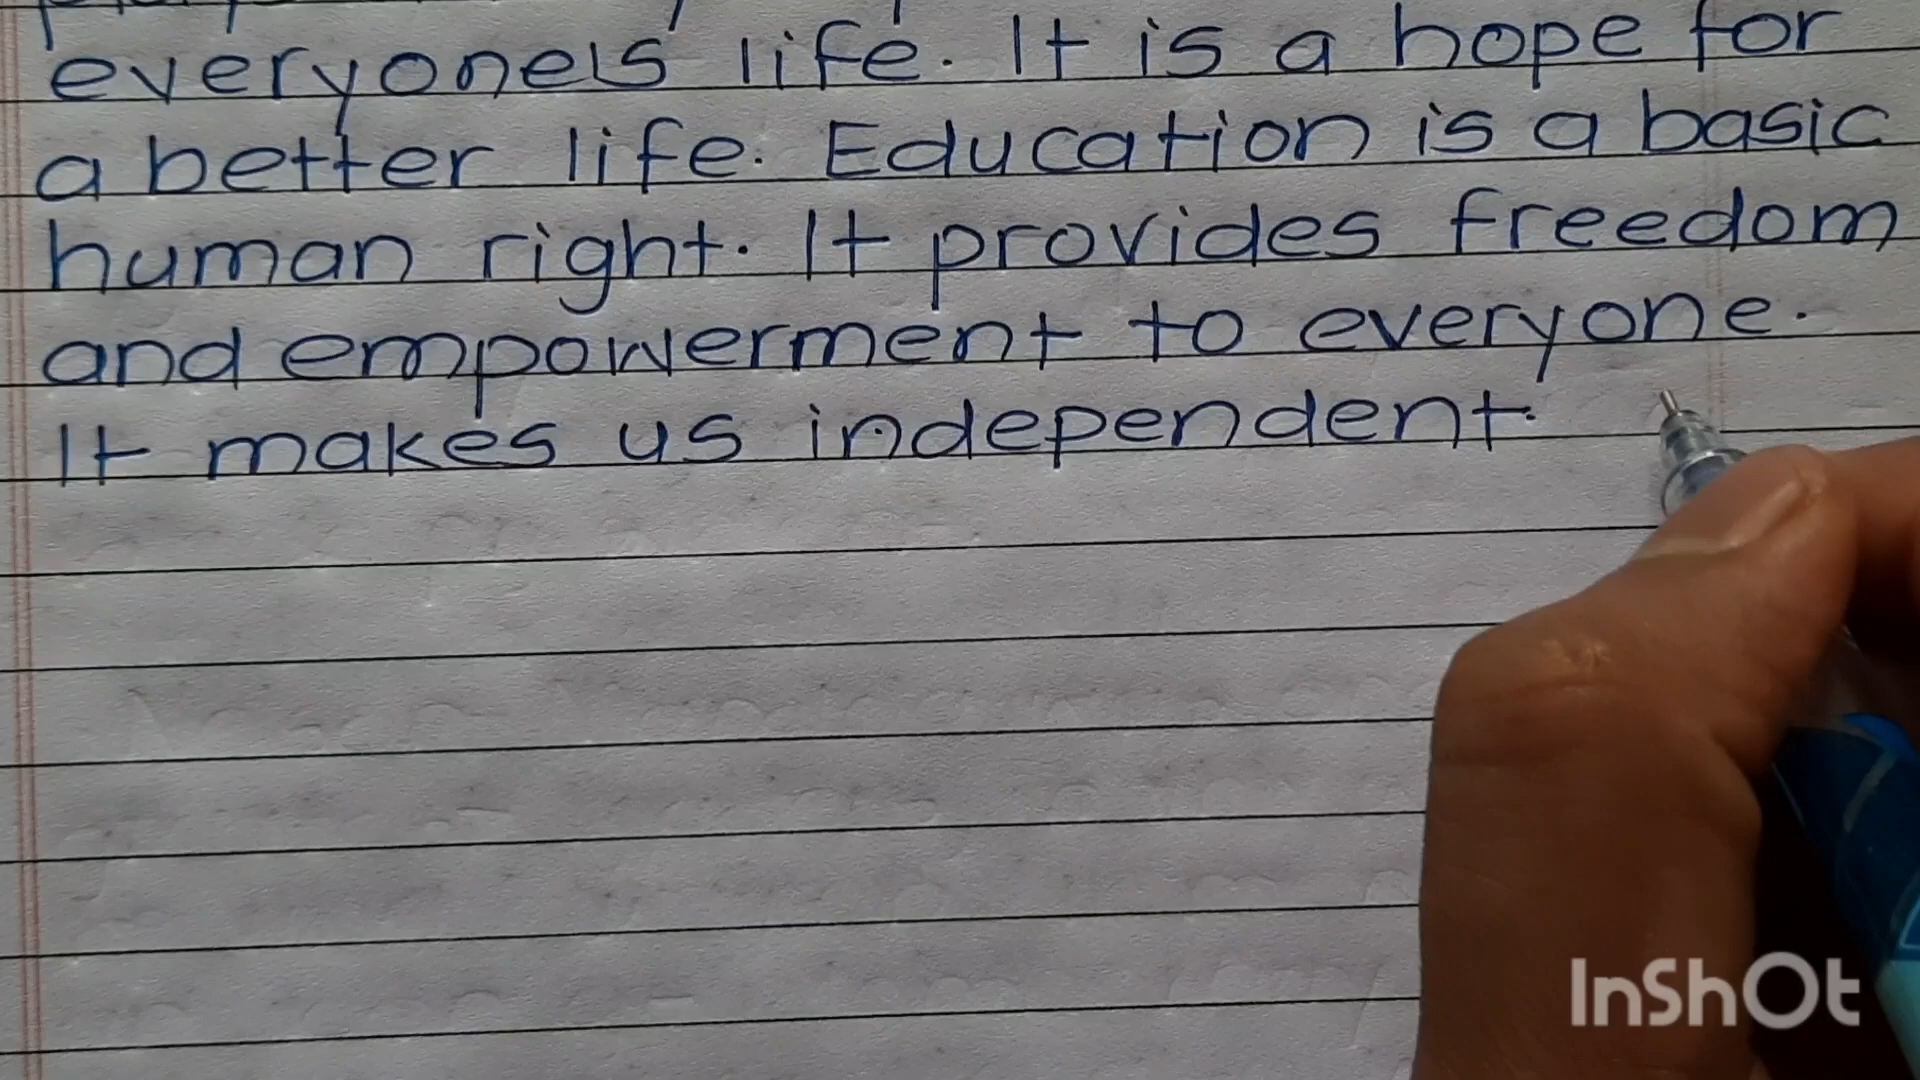 everyone's life. It is a hope for
a better life. Education is a basic
human right. It provides freedom
and empowerment to everyone.
It makes us independent.
InShOt